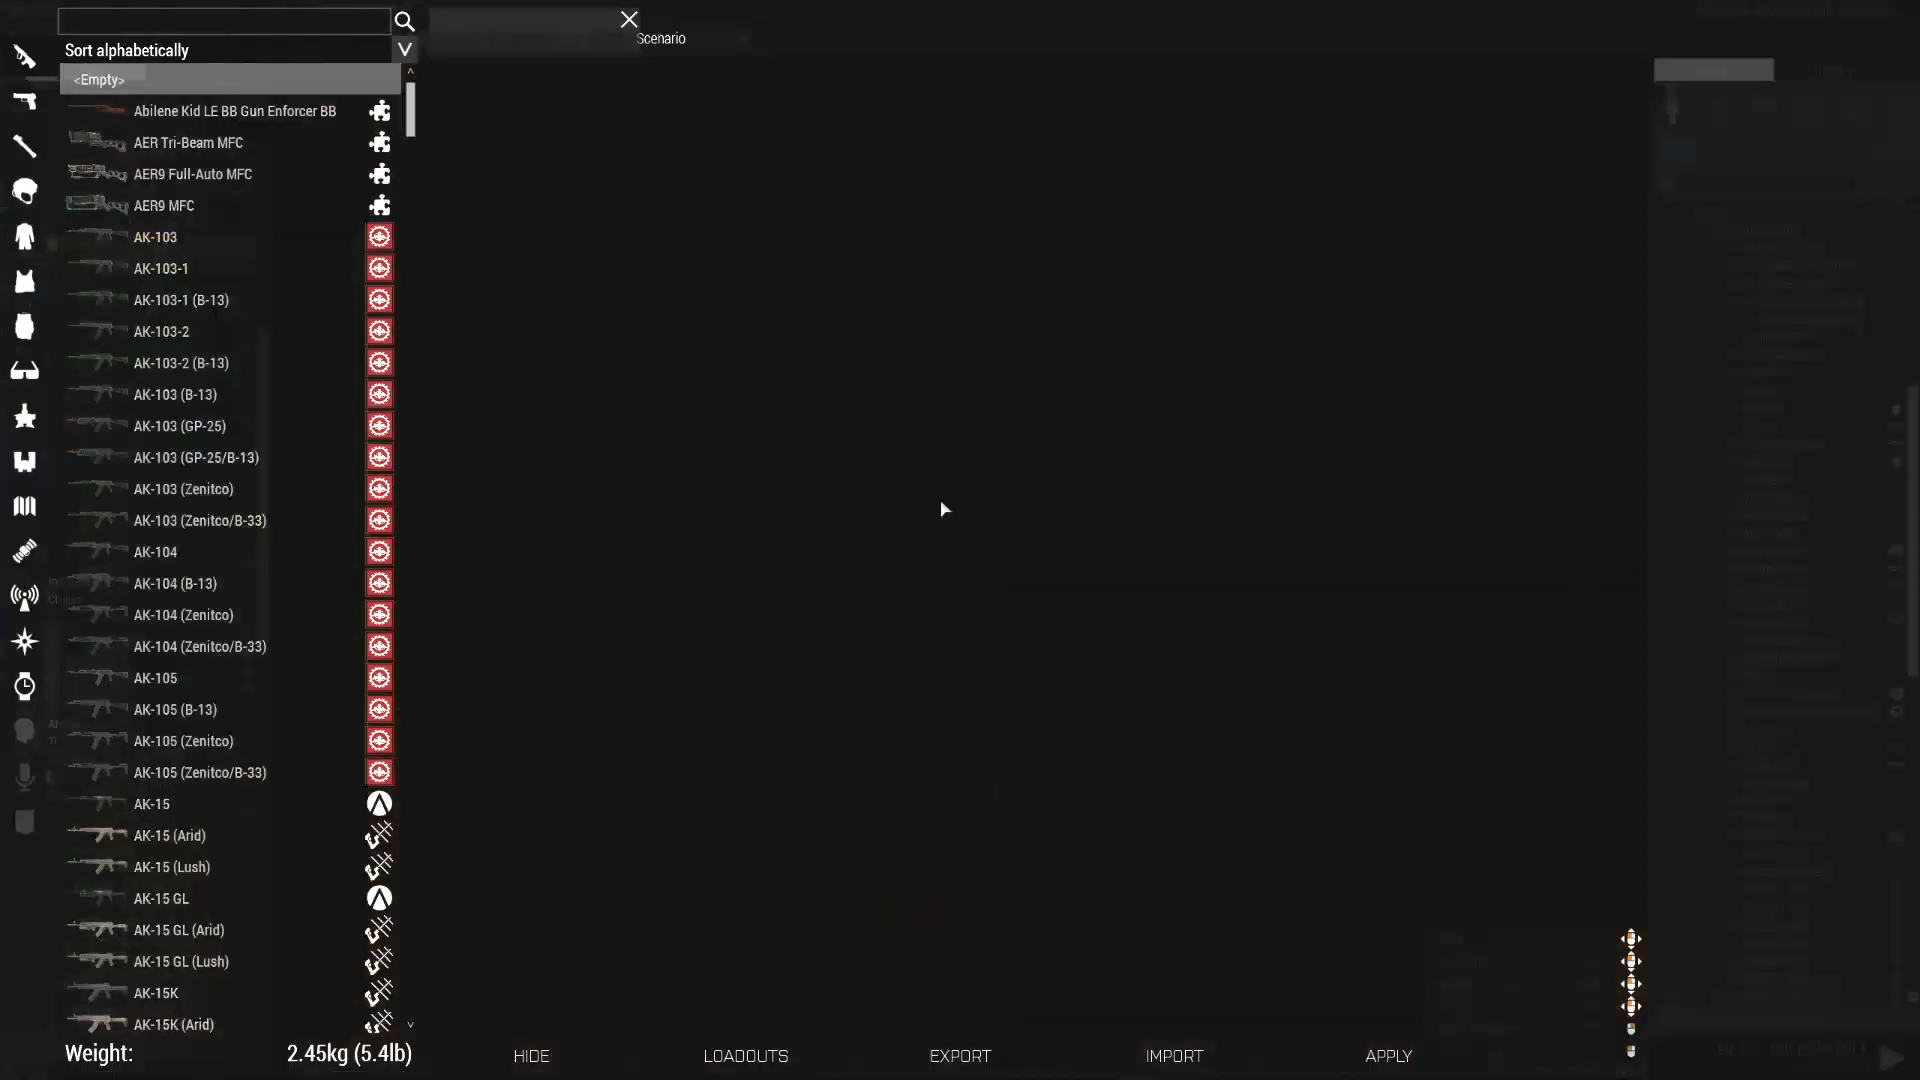 Scenario
Sort alphabetically
<Empty>
Abilene Kid LE BB Gun Enforcer BB
AER Tri-Beam MFC
AER9 Full-Auto MFC
AER9 MFC
AK-103
AK-103-1
AK-103-1 (B-13)
AK-103-2
AK-103-2 (B-13)
AK-103 (B-13)
AK-103 (GP-25)
AK-103 (GP-25/B-13)
AK-103 (Zenitco)
AK-103 (Zenitco/B-33)
AK-104
AK-104 (B-13)
AK-104 (Zenitco)
AK-104 (Zenitco/B-33)
AK-105
AK-105 (B-13)
AK-105 (Zenitco)
AK-105 (Zenitco/B-33)
AK-15
AK-15 (Arid)
AK-15 (Lush)
AK-15 GL
AK-15 GL (Arid)
AK-15 GL (Lush)
AK-15K
AK-15K (Arid)
Weight: 2.45kg (5.4lb)
HIDE LOADOUTS EXPORT IMPORT APPLY